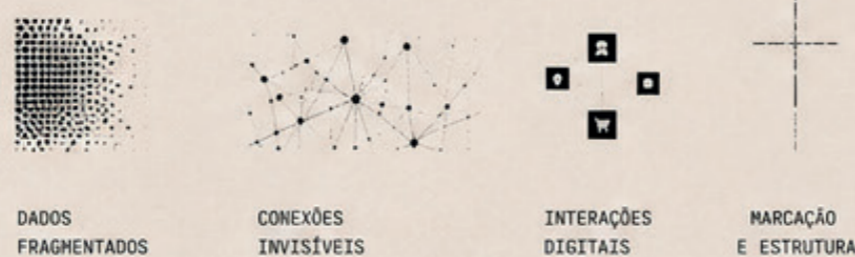 DADOS
FRAGMENTADOS
CONEXÕES
INVISÍVEIS
INTERAÇÕES
DIGITAIS
MARCAÇÃO
E ESTRUTURA